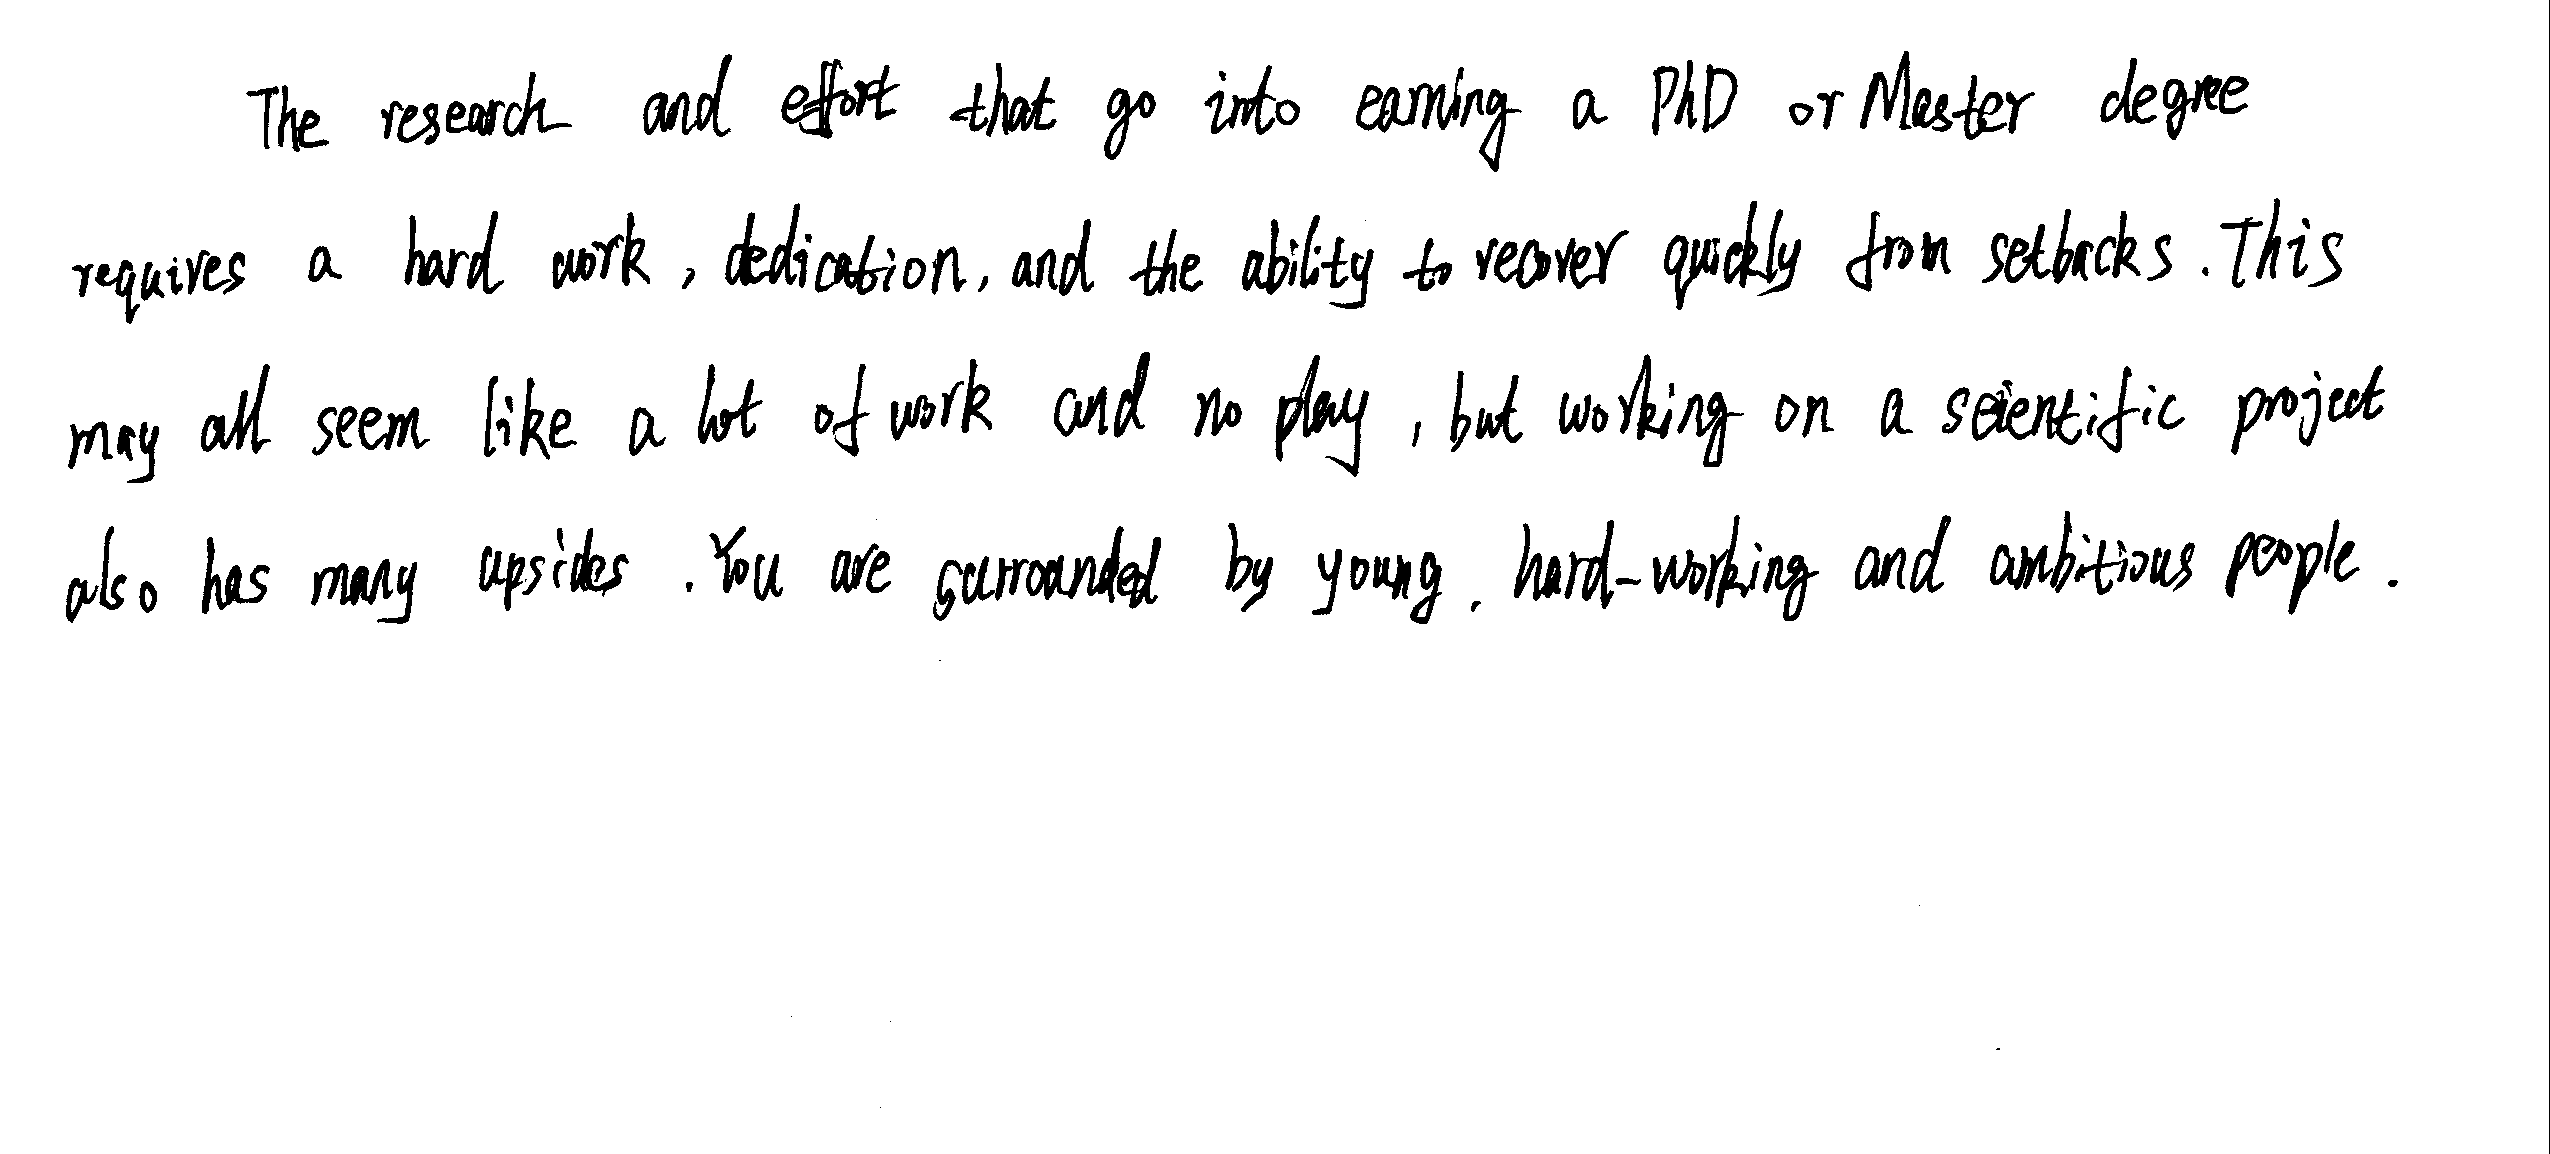 The research and effort that go into earning a PhD or Master degree
requires a hard work, dedication, and the ability to recover quickly from setbacks. This
may all seem like a lot of work and no play, but working on a scientific project
also has many upsides. You are surrounded by young, hard-working and ambitious people.